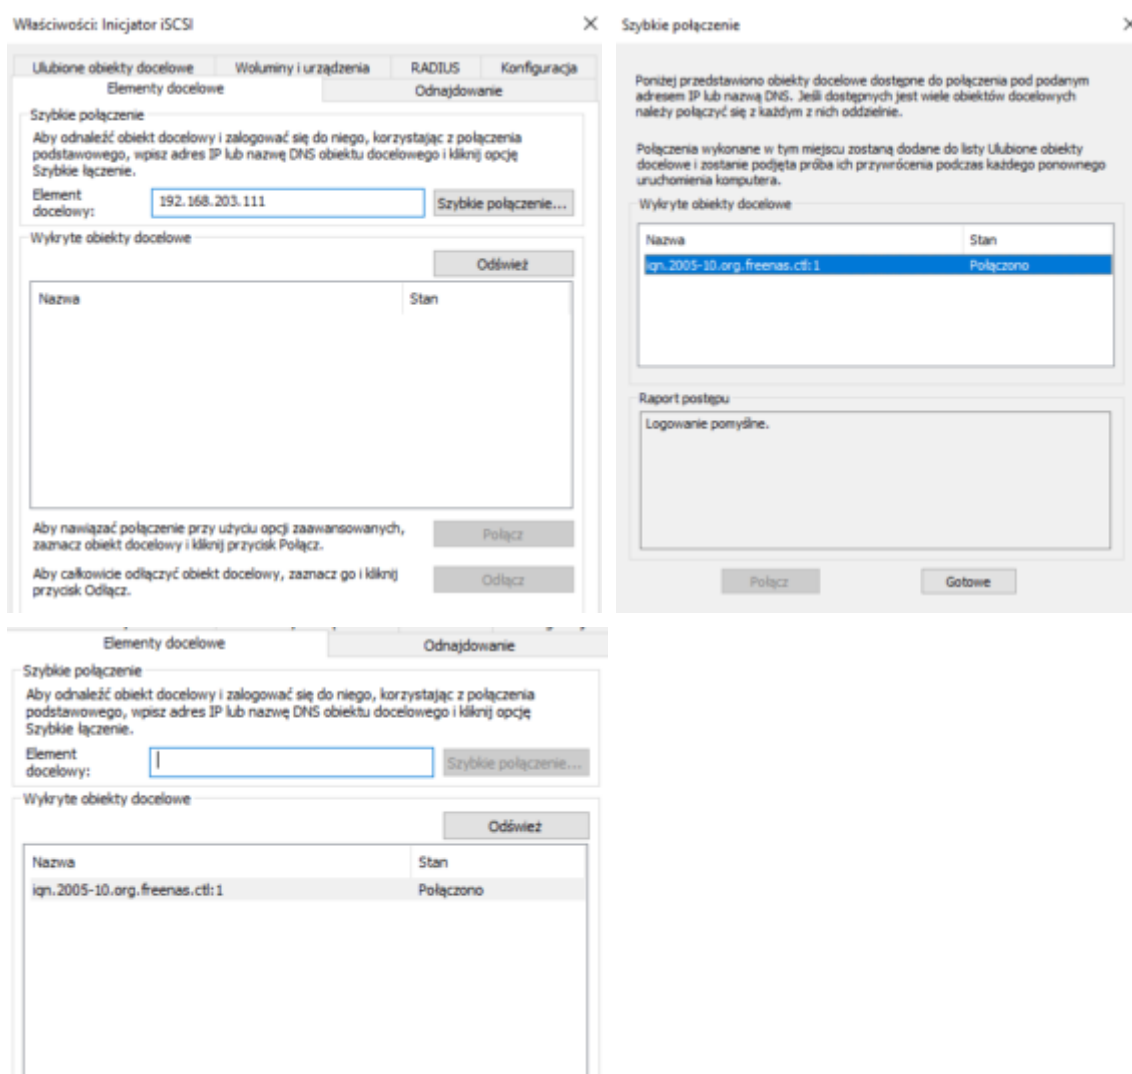 Właściwości: Inicjator iSCSI
Ulubione obiekty docelowe
Woluminy i urządzenia
RADIUS
Konfiguracja
Elementy docelowe
Odnajdowanie
Szybkie połączenie
Aby odnaleźć obiekt docelowy i zalogować się do niego, korzystając z połączenia
podstawowego, wpisz adres IP lub nazwę DNS obiektu docelowego i kliknij opcję
Szybkie łączenie.
Element
docelowy:
192.168.203.111
Szybkie połączenie...
Wykryte obiekty docelowe
Odśwież
Nazwa
Stan
Aby nawiązać połączenie przy użyciu opcji zaawansowanych,
zaznacz obiekt docelowy i kliknij przycisk Połącz.
Połącz
Aby całkowicie odłączyć obiekt docelowy, zaznacz go i kliknij
przycisk Odłącz.
Odłącz
Szybkie połączenie
Poniżej przedstawiono obiekty docelowe dostępne do połączenia pod podanym
adresem IP lub nazwą DNS. Jeśli dostępnych jest wiele obiektów docelowych
należy połączyć się z każdym z nich oddzielnie.
Połączenia wykonane w tym miejscu zostaną dodane do listy Ulubione obiekty
docelowe i zostanie podjęta próba ich przywrócenia podczas każdego ponownego
uruchomienia komputera.
Wykryte obiekty docelowe
Nazwa
Stan
iqn.2005-10.org.freenas.ctl:1
Połączono
Raport postępu
Logowanie pomyślne.
Połącz
Gotowe
Elementy docelowe
Odnajdowanie
Szybkie połączenie
Aby odnaleźć obiekt docelowy i zalogować się do niego, korzystając z połączenia
podstawowego, wpisz adres IP lub nazwę DNS obiektu docelowego i kliknij opcję
Szybkie łączenie.
Element
docelowy:
Szybkie połączenie...
Wykryte obiekty docelowe
Odśwież
Nazwa
Stan
iqn.2005-10.org.freenas.ctl:1
Połączono